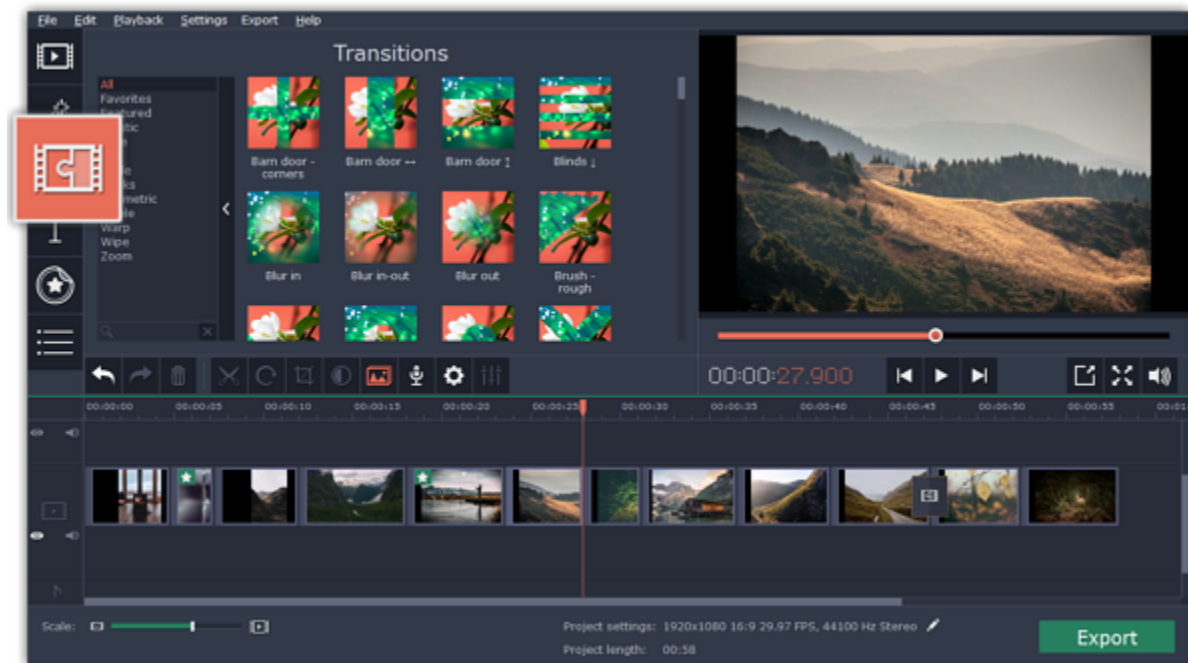 File Edit Playback Settings Export Help
Transitions
All
Favorites
Featured
Warp
Wipe
Zoom
Barn door - corners
Barn door ↔
Barn door ↕
Blinds ↓
Blur in
Blur in-out
Blur out
Brush - rough
00:00:27.900
00:00:00 00:00:05 00:00:10 00:00:15 00:00:20 00:00:25 00:00:30 00:00:35 00:00:40 00:00:45 00:00:50 00:00:55
Scale:
Project settings: 1920x1080 16:9 29.97 FPS, 44100 Hz Stereo
Project length: 00:58
Export